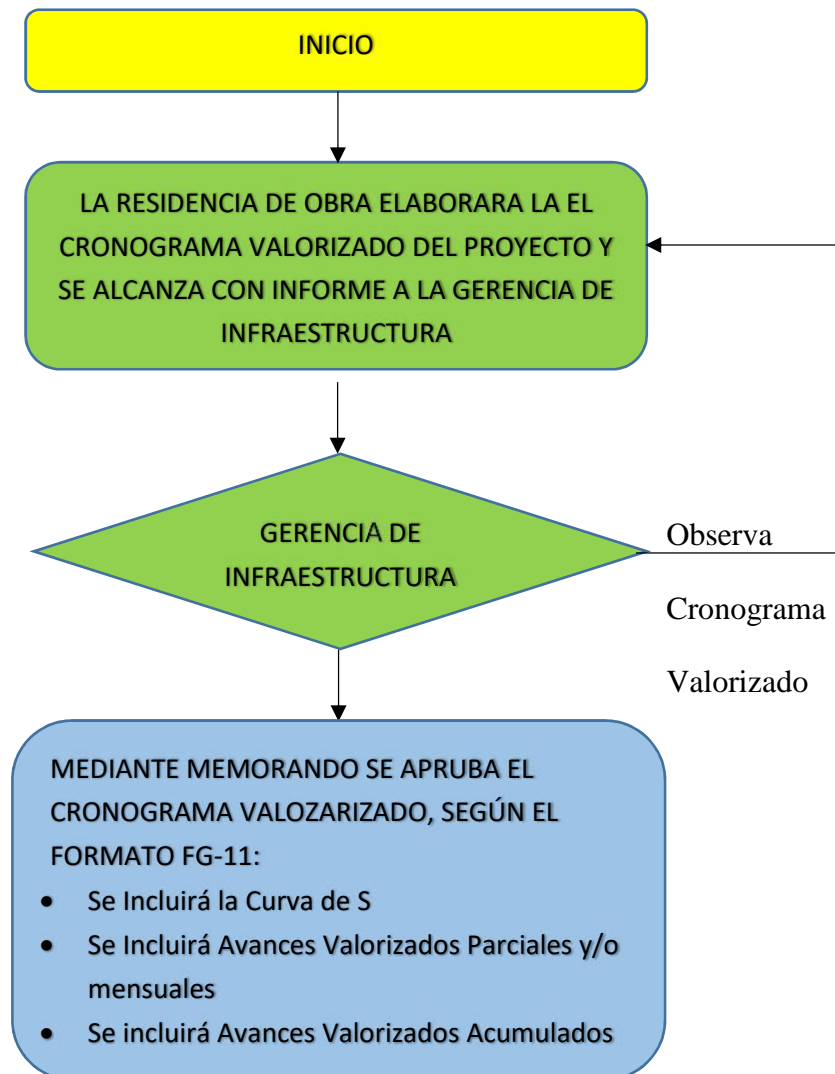 INICIO
LA RESIDENCIA DE OBRA ELABORARA LA EL
CRONOGRAMA VALORIZADO DEL PROYECTO Y
SE ALCANZA CON INFORME A LA GERENCIA DE
INFRAESTRUCTURA
GERENCIA DE
INFRAESTRUCTURA
Observa
Cronograma
Valorizado
MEDIANTE MEMORANDO SE APRUBA EL
CRONOGRAMA VALOZARIZADO, SEGÚN EL
FORMATO FG-11:
• Se Incluirá la Curva de S
• Se Incluirá Avances Valorizados Parciales y/o
mensuales
• Se incluirá Avances Valorizados Acumulados